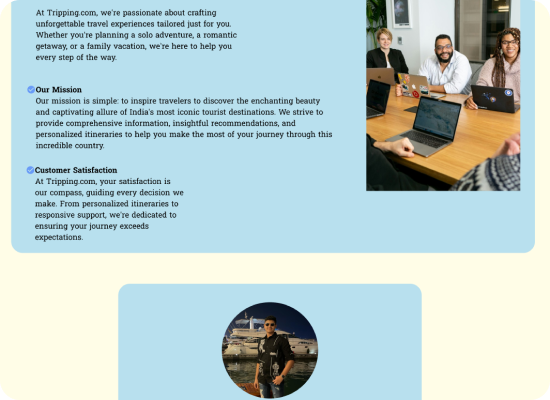 At Tripping.com, we're passionate about crafting
unforgettable travel experiences tailored just for you.
Whether you're planning a solo adventure, a romantic
getaway, or a family vacation, we're here to help you
every step of the way.
Our Mission
Our mission is simple: to inspire travelers to discover the enchanting beauty
and captivating allure of India's most iconic tourist destinations. We strive to
provide comprehensive information, insightful recommendations, and
personalized itineraries to help you make the most of your journey through this
incredible country.
Customer Satisfaction
At Tripping.com, your satisfaction is
our compass, guiding every decision we
make. From personalized itineraries to
responsive support, we're dedicated to
ensuring your journey exceeds
expectations.